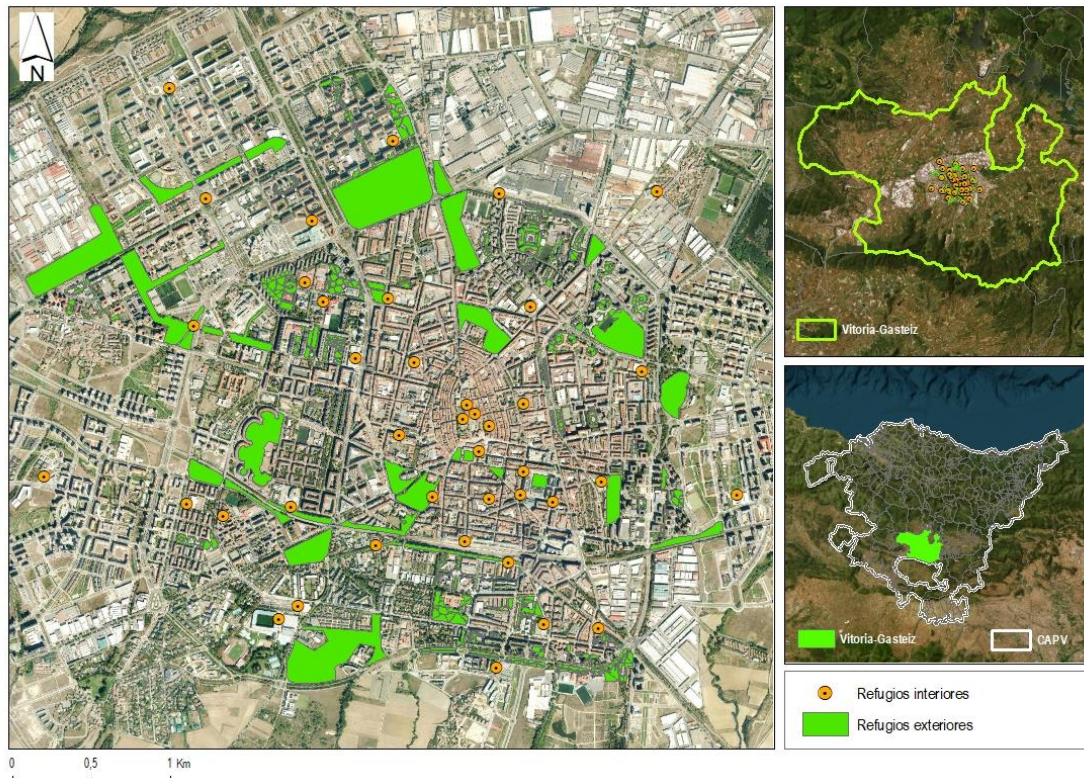 N
Vitoria-Gasteiz
Vitoria-Gasteiz
CAPV
Refugios interiores
Refugios exteriores
0 0,5 1 Km